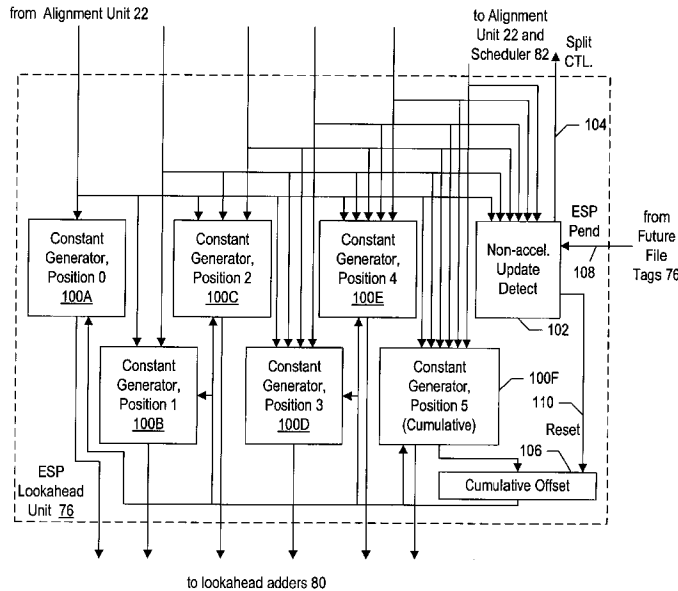 from Alignment Unit 22
to Alignment
Unit 22 and
Scheduler 82
Split
CTL.
104
Constant
Generator,
Position 0
100A
Constant
Generator,
Position 2
100C
Constant
Generator,
Position 4
100E
Non-accel.
Update
Detect
ESP
Pend
108
from
Future
File
Tags 76
102
Constant
Generator,
Position 1
100B
Constant
Generator,
Position 3
100D
Constant
Generator,
Position 5
(Cumulative)
100F
110
Reset
106
Cumulative Offset
ESP
Lookahead
Unit 76
to lookahead adders 80